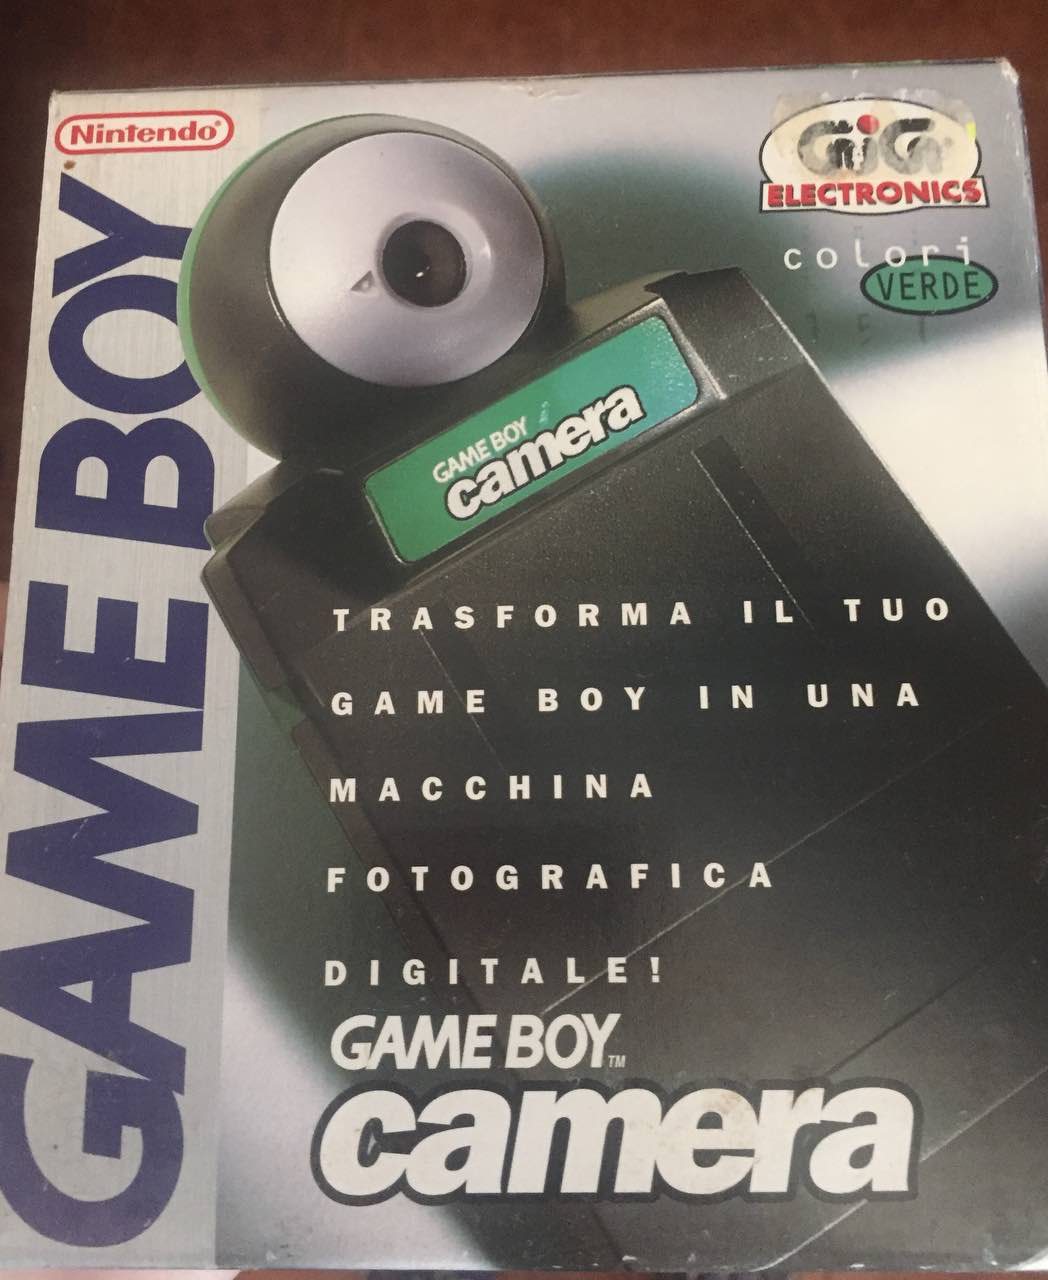 Nintendo®
GAME BOY
GiG
ELECTRONICS
colori
VERDE
GAME BOY
camera
TRASFORMA IL TUO
GAME BOY IN UNA
MACCHINA
FOTOGRAFICA
DIGITALE!
GAME BOY™
camera